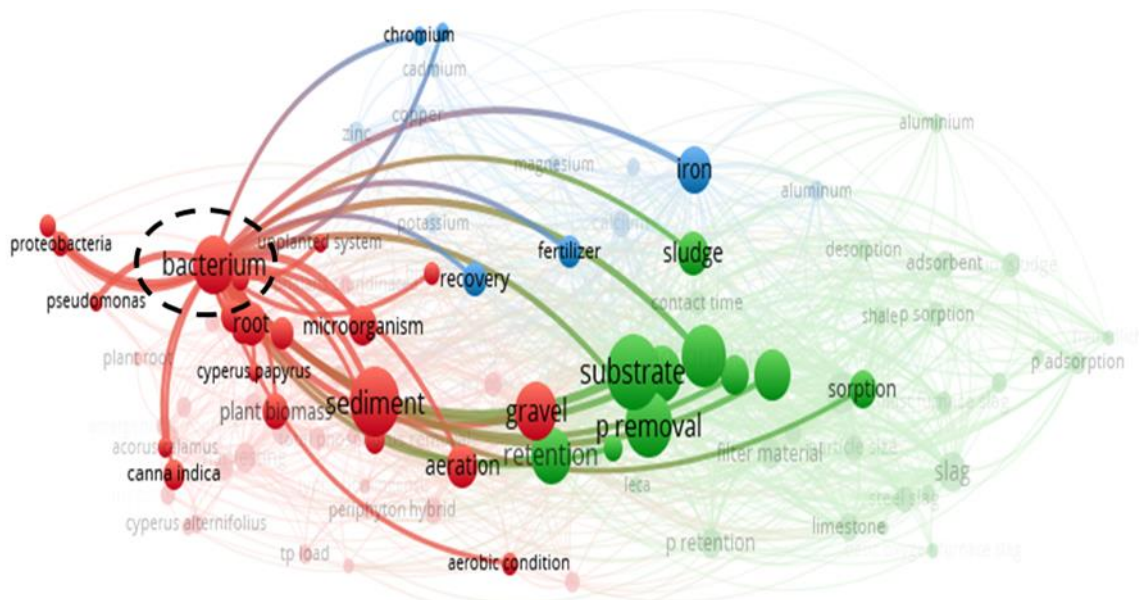 chromium
cadmium
copper
zinc
aluminium
magnesium
iron
aluminum
potassium
calcium
proteobacteria
unplanted system
bacterium
fertilizer
sludge
desorption
adsorbent
recovery
pseudomonas
contact time
root
microorganism
shale
p sorption
plant root
cyperus papyrus
substrate
p adsorption
sorption
plant biomass
sediment
gravel
p removal
acorus calamus
retention
filter material
particle size
canna indica
aeration
slag
leca
steel slag
cyperus alternifolius
periphyton
hybrid
limestone
p retention
tp load
aerobic condition